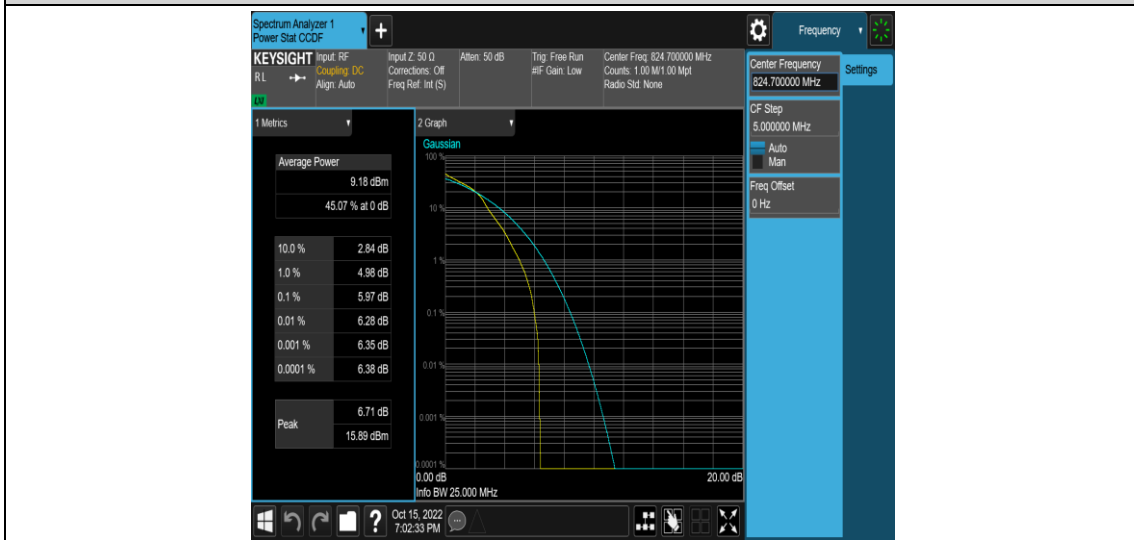 Spectrum Analyzer 1
Power Stat CCDF
+
Frequency
KEYSIGHT
RL
LXI
Input: RF
Coupling: DC
Align: Auto
Input Z: 50 Ω
Corrections: Off
Freq Ref: Int (S)
Atten: 50 dB
Trig: Free Run
#IF Gain: Low
Center Freq: 824.700000 MHz
Counts: 1.00 M/1.00 Mpt
Radio Std: None
Center Frequency
824.700000 MHz
Settings
CF Step
5.000000 MHz
Auto
Man
Freq Offset
0 Hz
1 Metrics
Average Power
9.18 dBm
45.07 % at 0 dB
10.0 % 2.84 dB
1.0 % 4.98 dB
0.1 % 5.97 dB
0.01 % 6.28 dB
0.001 % 6.35 dB
0.0001 % 6.38 dB
Peak 6.71 dB
15.89 dBm
2 Graph
Gaussian
100 %
10 %
1 %
0.1 %
0.01 %
0.001 %
0.0001 %
0.00 dB 20.00 dB
Info BW 25.000 MHz
?
Oct 15, 2022
7:02:33 PM